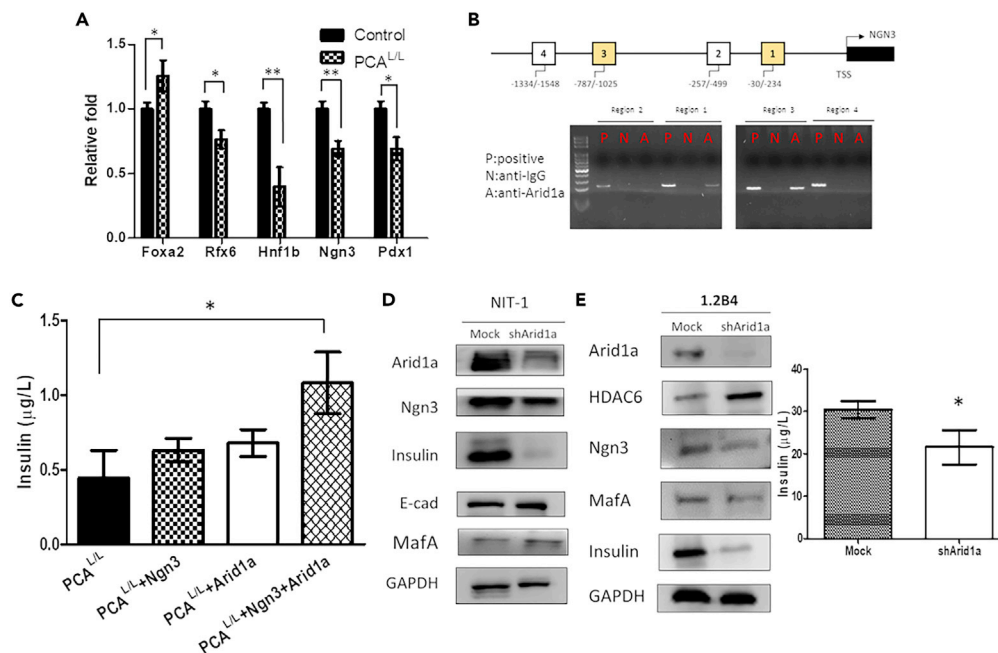 A
Control
PCA L/L
Relative fold
1.5
1.0
0.5
0.0
* * ** ** *
Foxa2 Rfx6 Hnf1b Ngn3 Pdx1
B
NGN3
4 3 2 1
-1334/-1548 -787/-1025 -257/-499 -30/-234 TSS
Region 2 Region 1 Region 3 Region 4
P N A P N A P N A P N A
P:positive
N:anti-IgG
A:anti-Arid1a
C
Insulin (µg/L)
1.5
1.0
0.5
0.0
*
PCA L/L
PCA L/L+Ngn3
PCA L/L+Arid1a
PCA L/L+Ngn3+Arid1a
D
NIT-1
Mock shArid1a
Arid1a
Ngn3
Insulin
E-cad
MafA
GAPDH
E
1.2B4
Mock shArid1a
Arid1a
HDAC6
Ngn3
MafA
Insulin
GAPDH
Insulin (µg/L)
40
30
20
10
0
*
Mock shArid1a